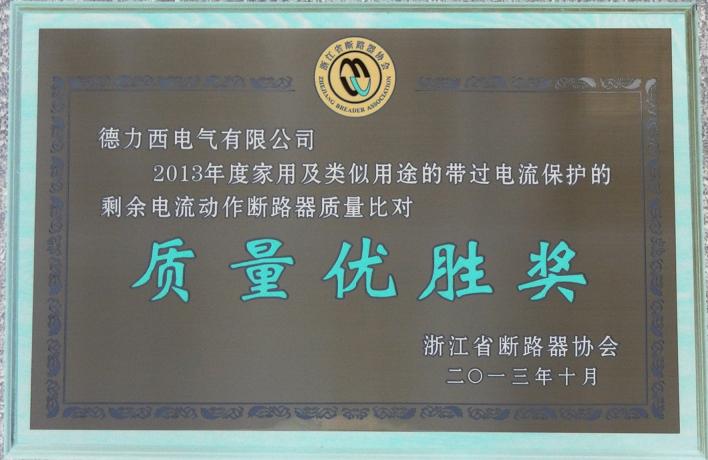 浙江省断路器协会
ZHEJIANG BREADER ASSOCIATION
德力西电气有限公司
2013年度家用及类似用途的带过电流保护的
剩余电流动作断路器质量比对
质量优胜奖
浙江省断路器协会
二〇一三年十月